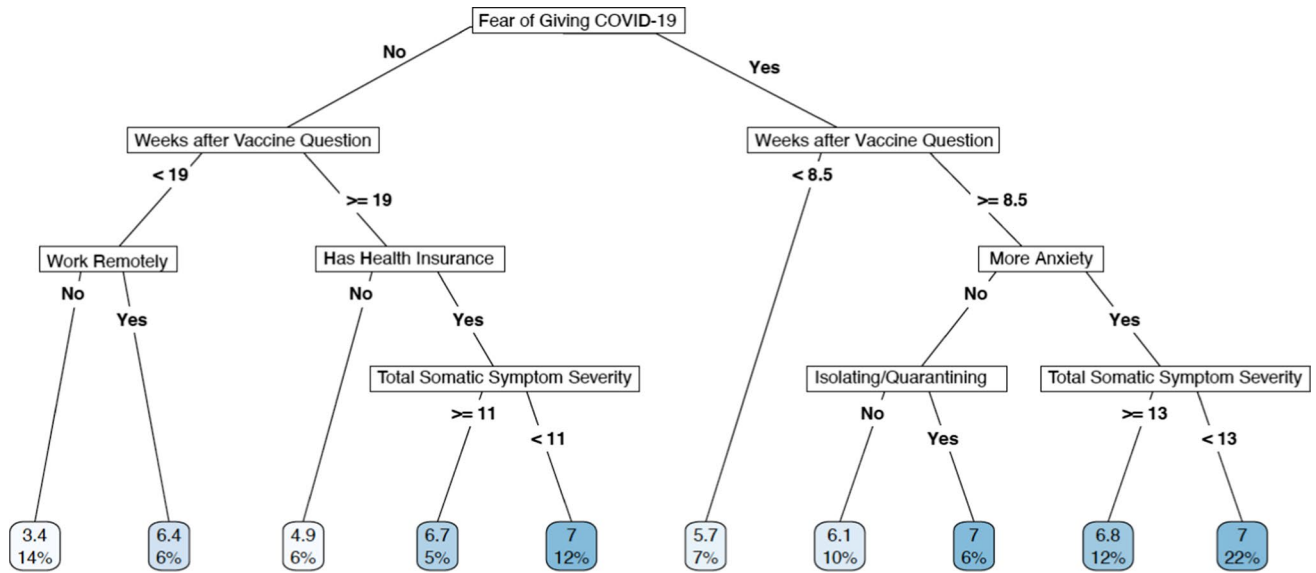 Fear of Giving COVID-19
No
Yes
Weeks after Vaccine Question
Weeks after Vaccine Question
< 19
< 8.5
>= 19
>= 8.5
Work Remotely
Has Health Insurance
More Anxiety
No
No
No
Yes
Yes
Yes
Total Somatic Symptom Severity
Isolating/Quarantining
Total Somatic Symptom Severity
>= 11
No
>= 13
< 11
Yes
< 13
3.4
14%
6.4
6%
4.9
6%
6.7
5%
7
12%
5.7
7%
6.1
10%
7
6%
6.8
12%
7
22%